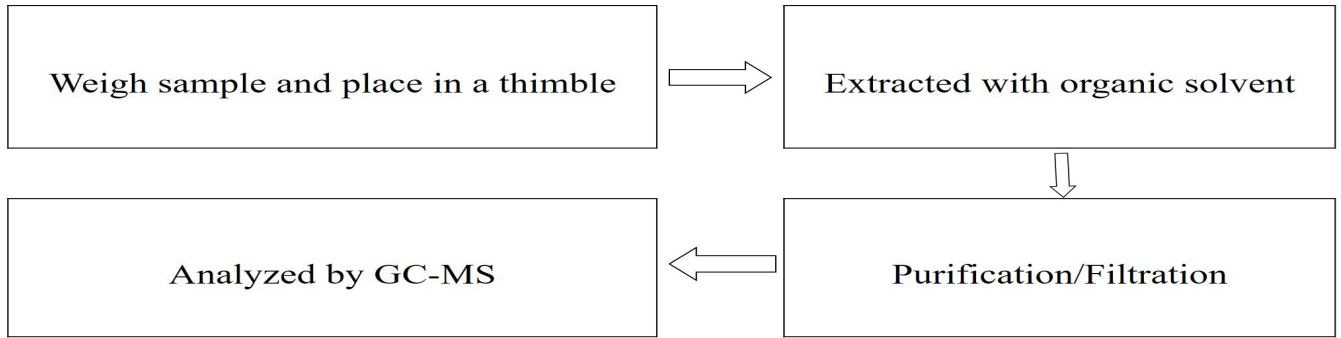 Weigh sample and place in a thimble
Extracted with organic solvent
Purification/Filtration
Analyzed by GC-MS